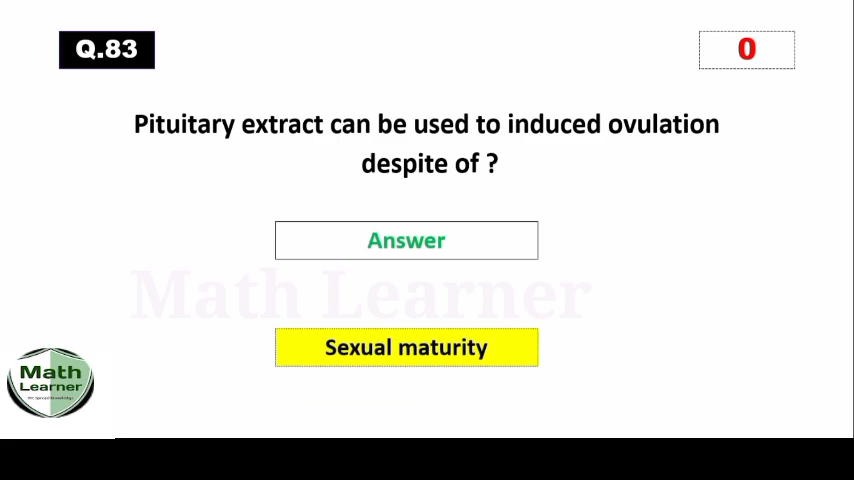 Q.83
0
Pituitary extract can be used to induced ovulation
despite of ?
Answer
Math Learner
Sexual maturity
Math
Learner